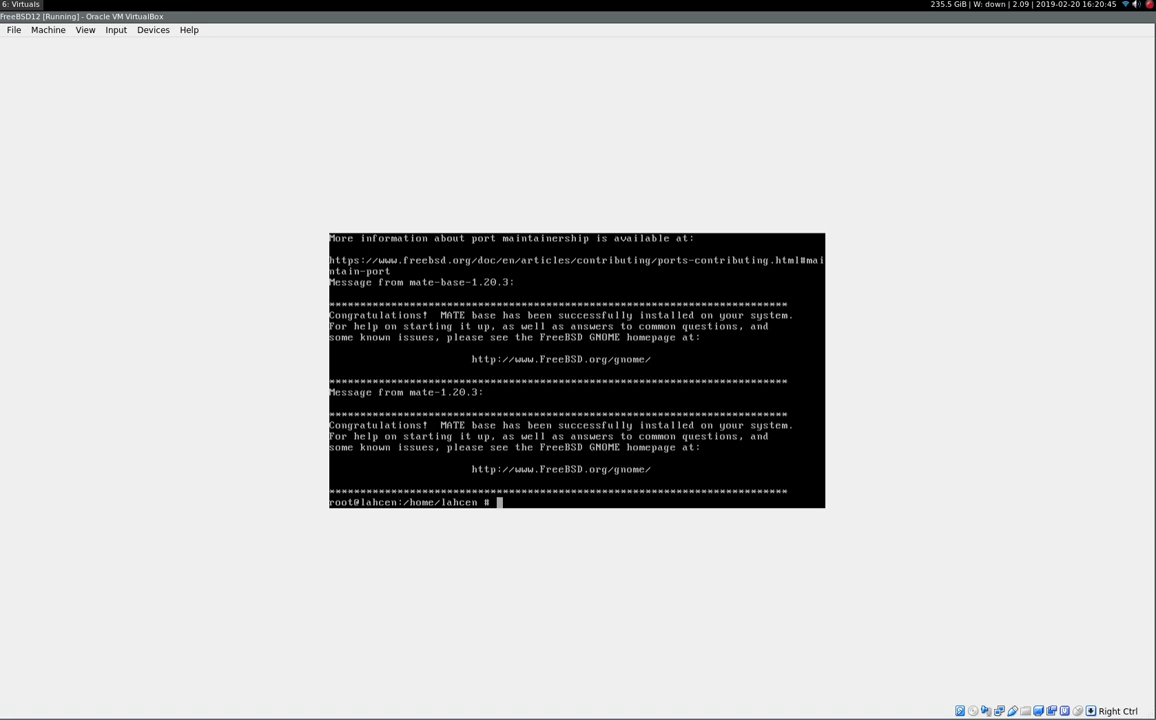 6: Virtuals
235.5 GiB | W: down | 2.09 | 2019-02-20 16:20:45
FreeBSD12 [Running] - Oracle VM VirtualBox
File Machine View Input Devices Help
More information about port maintainership is available at:
https://www.freebsd.org/doc/en/articles/contributing/ports-contributing.html#mai
ntain-port
Message from mate-base-1.20.3:
**************************************************************************
Congratulations!  MATE base has been successfully installed on your system.
For help on starting it up, as well as answers to common questions, and
some known issues, please see the FreeBSD GNOME homepage at:
http://www.FreeBSD.org/gnome/
**************************************************************************
Message from mate-1.20.3:
**************************************************************************
Congratulations!  MATE base has been successfully installed on your system.
For help on starting it up, as well as answers to common questions, and
some known issues, please see the FreeBSD GNOME homepage at:
http://www.FreeBSD.org/gnome/
**************************************************************************
root@lahcen:/home/lahcen #
Right Ctrl